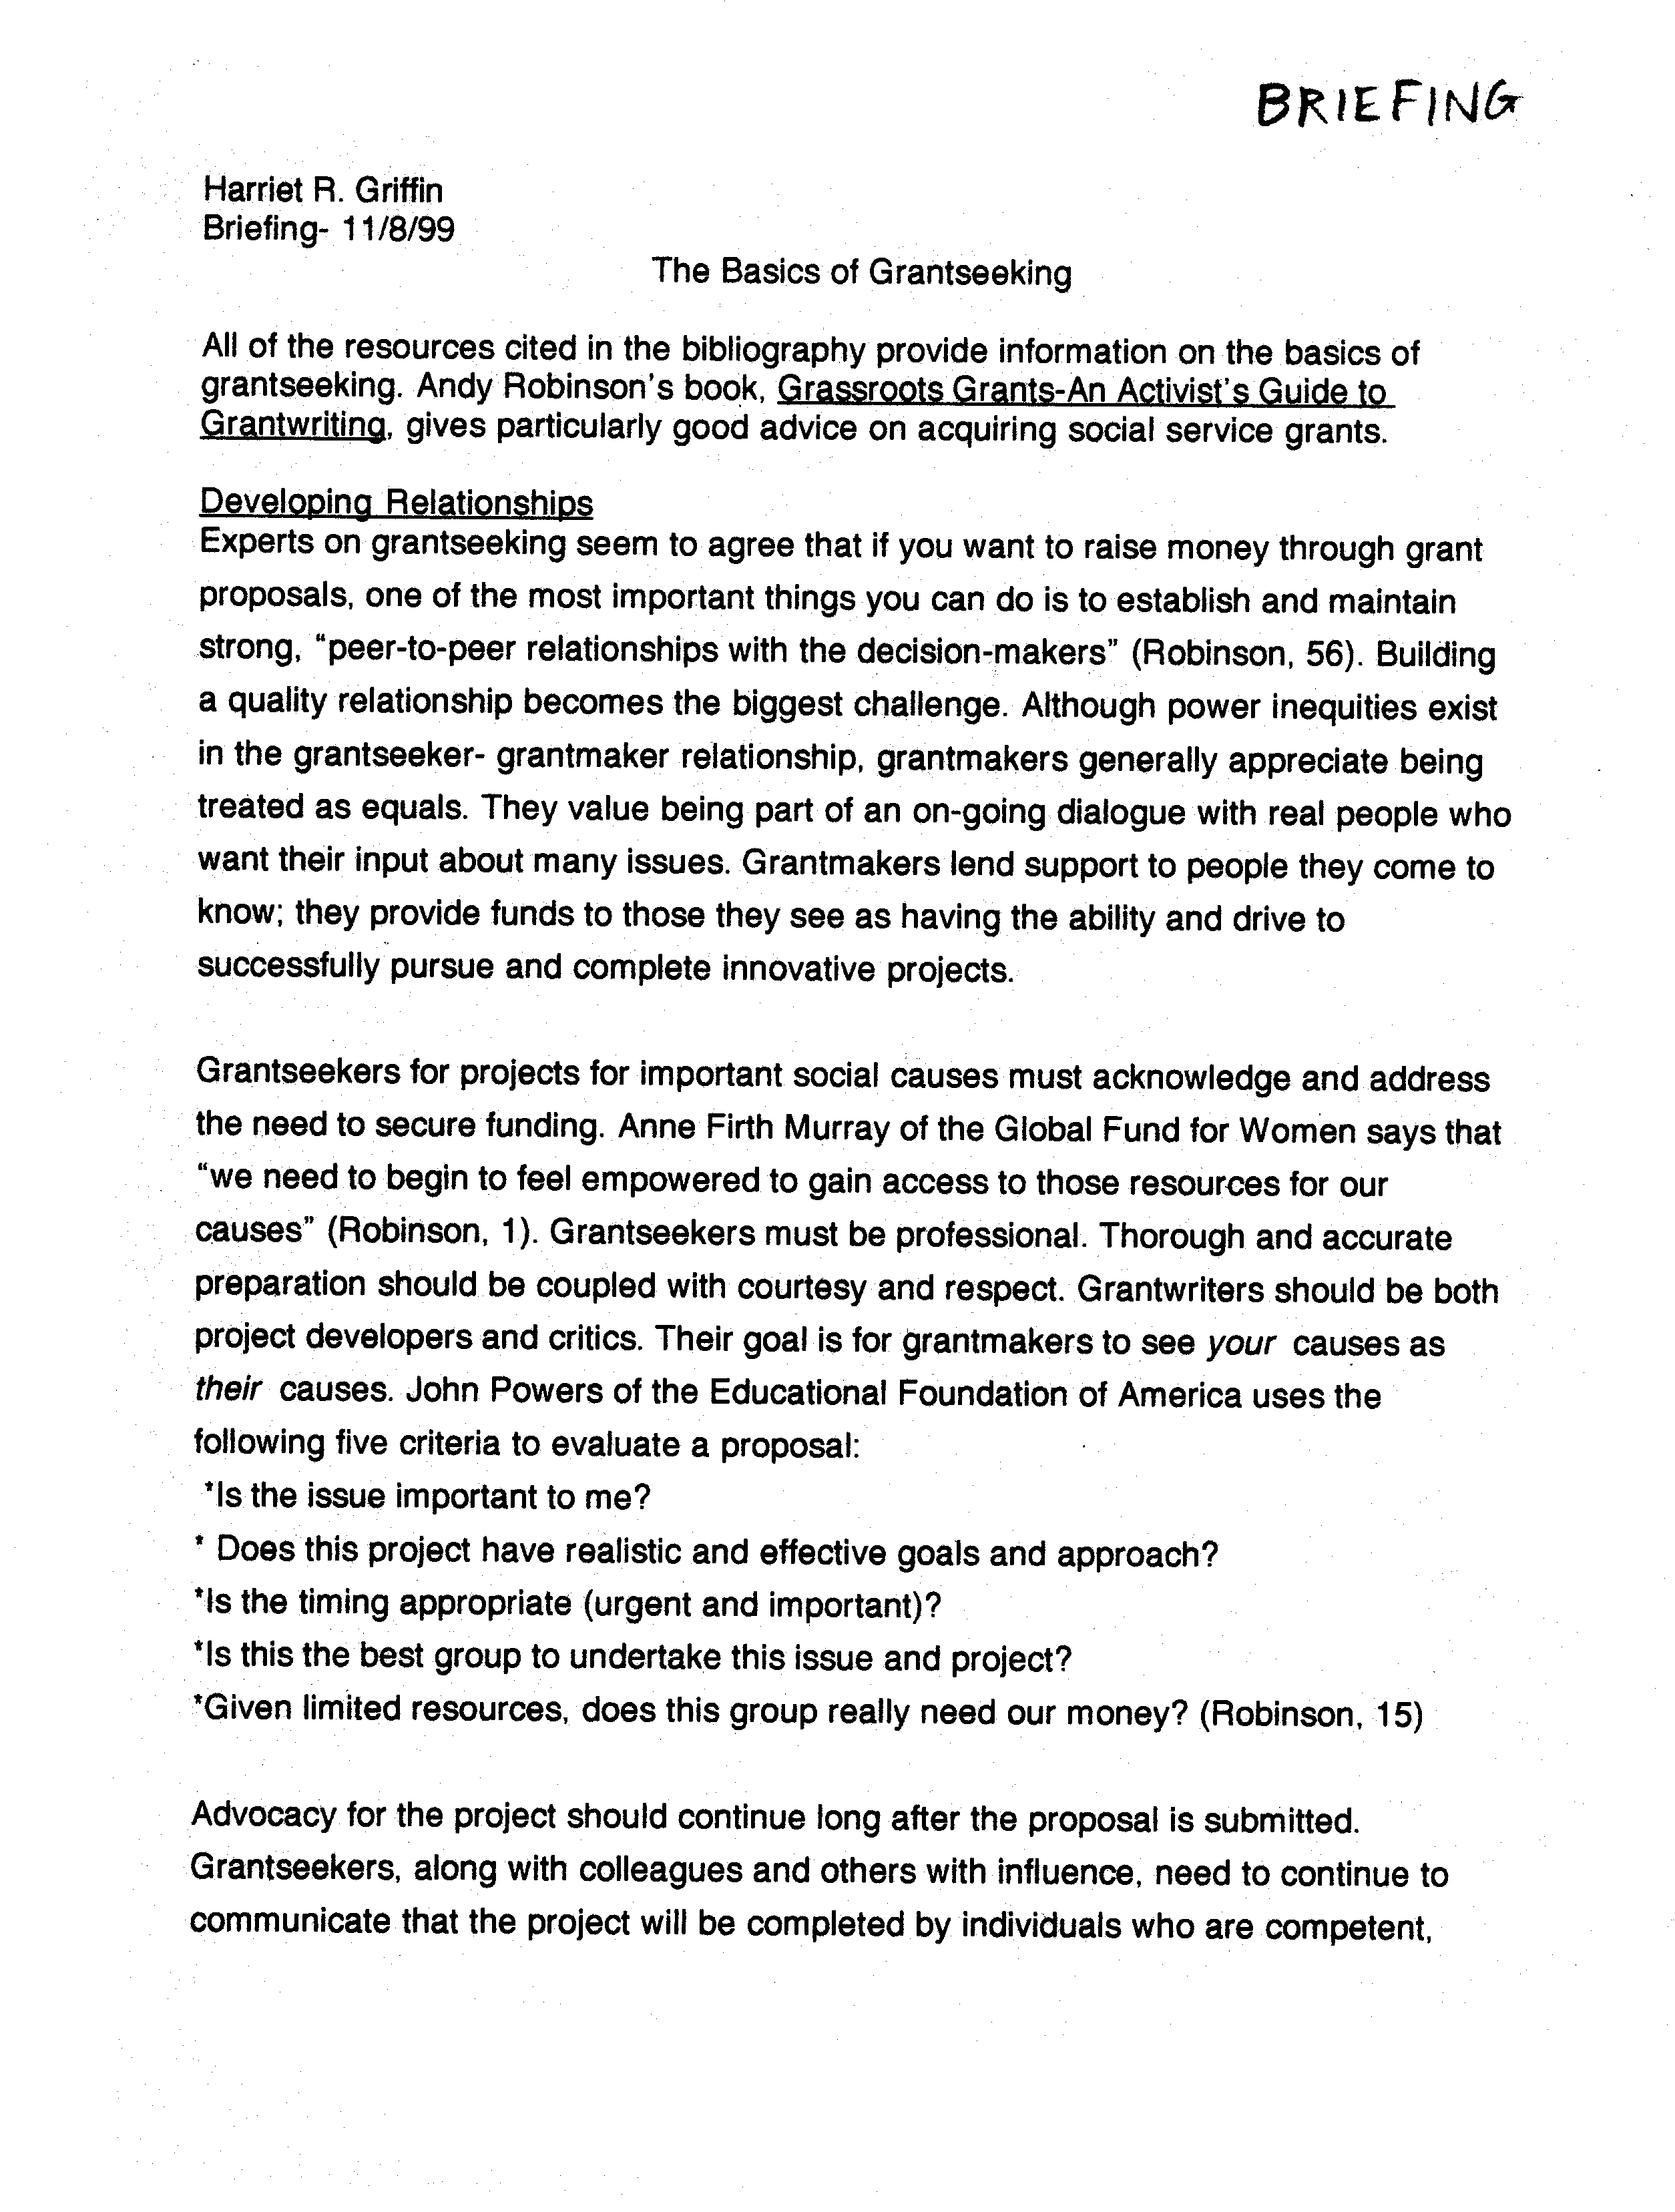 BRIEFING
Harriet R. Griffin
Briefing- 11/8/99
The Basics of Grantseeking
All of the resources cited in the bibliography provide information on the basics of
grantseeking. Andy Robinson's book, Grassroots Grants-An Activist's Guide to
Grantwriting, gives particularly good advice on acquiring social service grants.
Developing Relationships
Experts on grantseeking seem to agree that if you want to raise money through grant
proposals, one of the most important things you can do is to establish and maintain
strong, “peer-to-peer relationships with the decision-makers” (Robinson, 56). Building
a quality relationship becomes the biggest challenge. Although power inequities exist
in the grantseeker- grantmaker relationship, grantmakers generally appreciate being
treated as equals. They value being part of an on-going dialogue with real people who
want their input about many issues. Grantmakers lend support to people they come to
know; they provide funds to those they see as having the ability and drive to
successfully pursue and complete innovative projects.
Grantseekers for projects for important social causes must acknowledge and address
the need to secure funding. Anne Firth Murray of the Global Fund for Women says that
“we need to begin to feel empowered to gain access to those resources for our
causes” (Robinson, 1). Grantseekers must be professional. Thorough and accurate
preparation should be coupled with courtesy and respect. Grantwriters should be both
project developers and critics. Their goal is for grantmakers to see your causes as
their causes. John Powers of the Educational Foundation of America uses the
following five criteria to evaluate a proposal:
*Is the issue important to me?
* Does this project have realistic and effective goals and approach?
*Is the timing appropriate (urgent and important)?
*Is this the best group to undertake this issue and project?
*Given limited resources, does this group really need our money? (Robinson, 15)
Advocacy for the project should continue long after the proposal is submitted.
Grantseekers, along with colleagues and others with influence, need to continue to
communicate that the project will be completed by individuals who are competent,